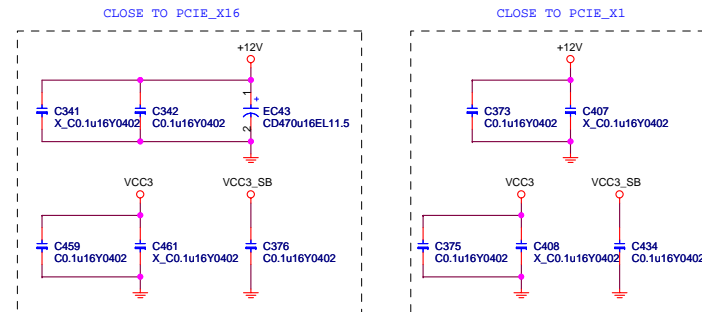 CLOSE TO PCIE_X16
CLOSE TO PCIE_X1
+12V
+12V
C341
X_C0.1u16Y0402
C342
C0.1u16Y0402
1
+
2
EC43
CD470u16EL11.5
C373
C0.1u16Y0402
C407
X_C0.1u16Y0402
VCC3
VCC3_SB
VCC3
VCC3_SB
C459
C0.1u16Y0402
C461
X_C0.1u16Y0402
C376
C0.1u16Y0402
C375
C0.1u16Y0402
C408
X_C0.1u16Y0402
C434
C0.1u16Y0402